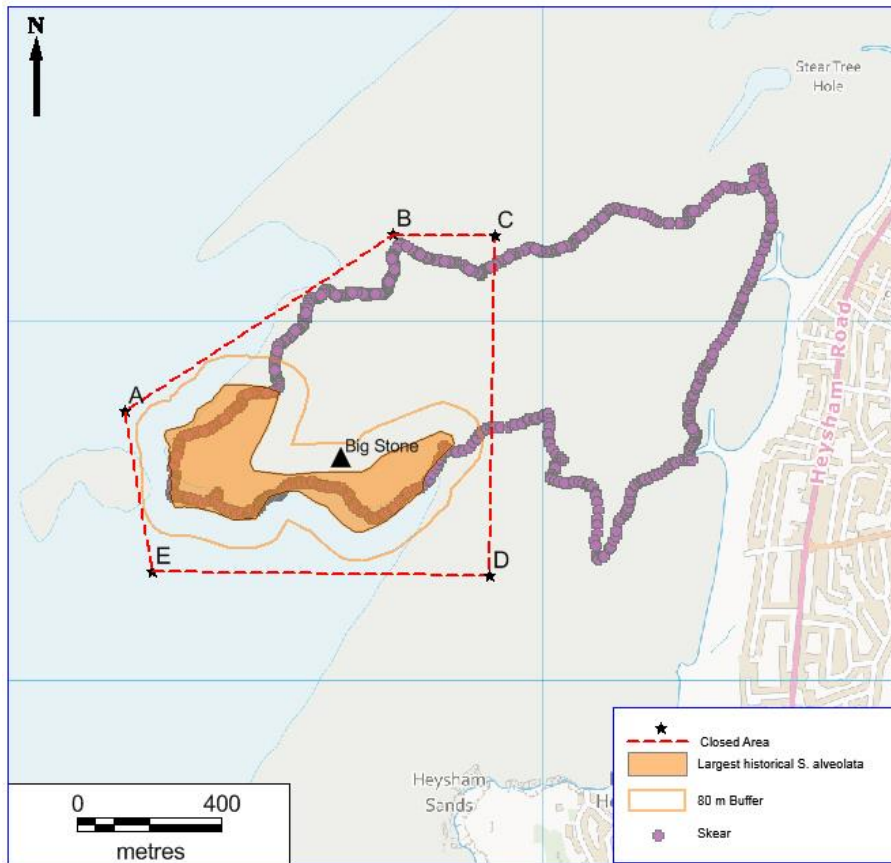 N
Stear Tree
Hole
B
C
A
Big Stone
E
D
Heysham Road
Heysham
Sands
Closed Area
Largest historical S. alveolata
80 m Buffer
Skear
0 400
metres